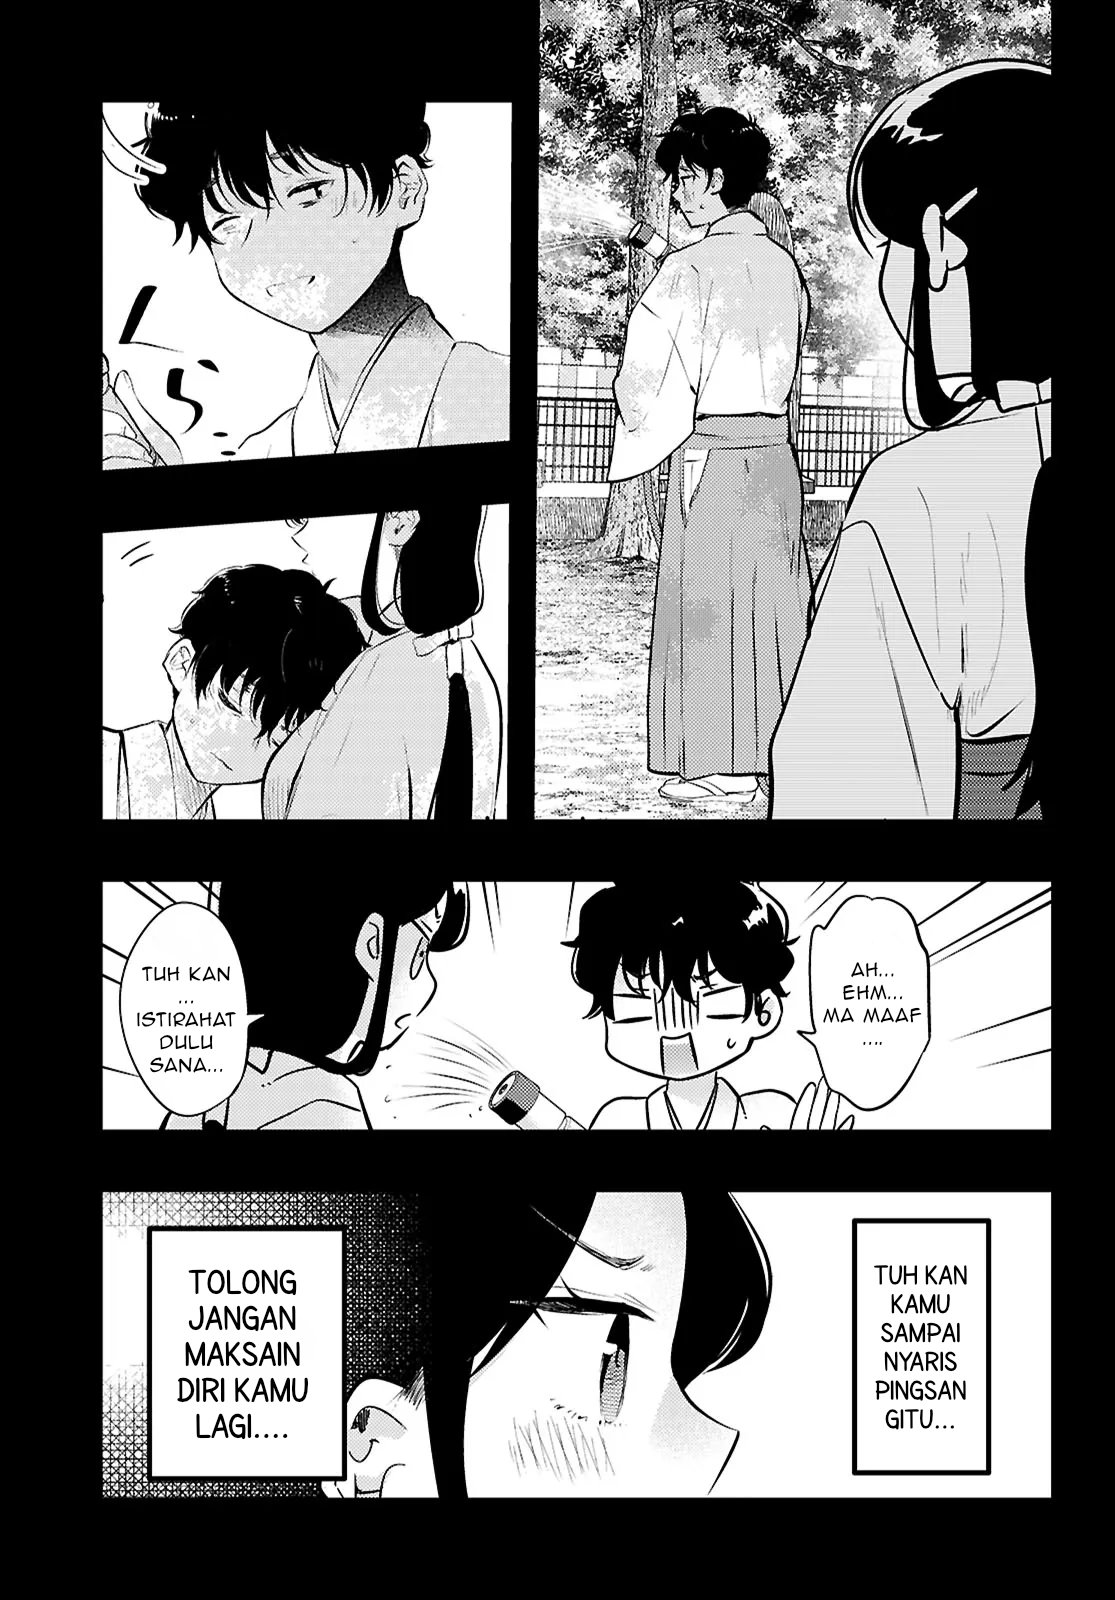 くら
AH...
EHM...
MA MAAF
....
TUH KAN
...
ISTIRAHAT
DULU
SANA...
TUH KAN
KAMU
SAMPAI
NYARIS
PINGSAN
GITU...
TOLONG
JANGAN
MAKSAIN
DIRI KAMU
LAGI....